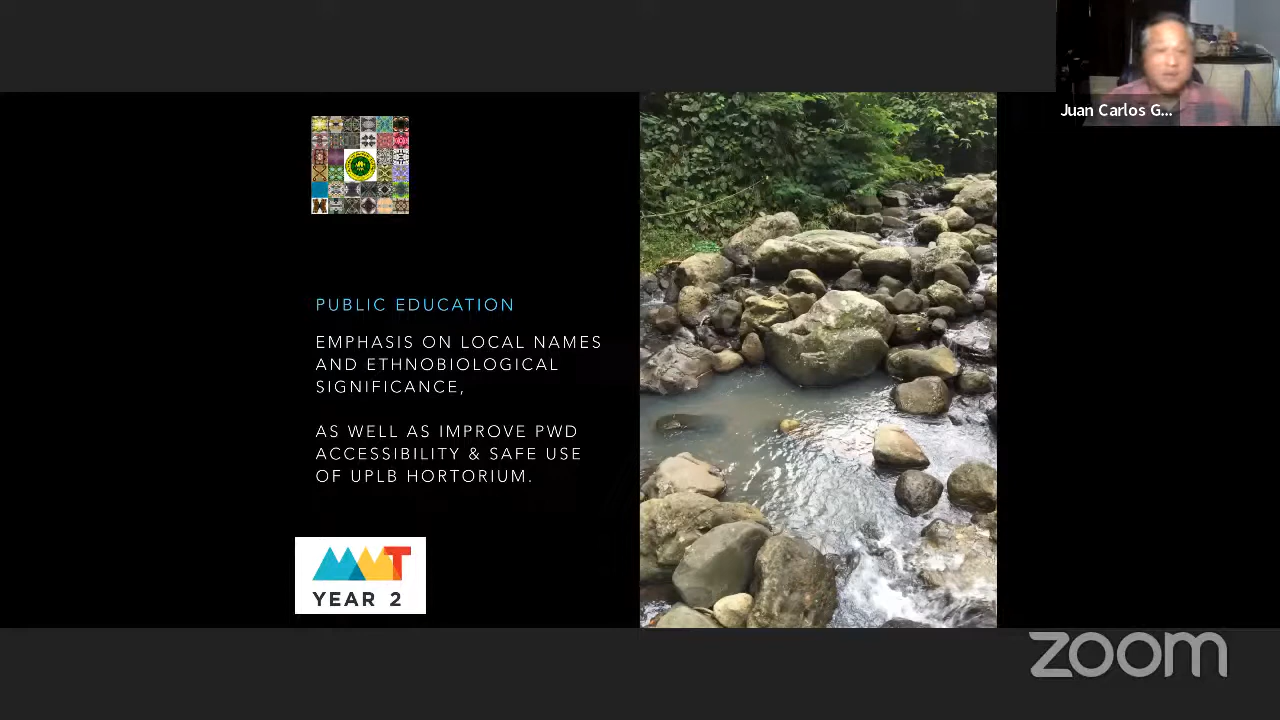 Juan Carlos G...
PUBLIC EDUCATION
EMPHASIS ON LOCAL NAMES
AND ETHNOBIOLOGICAL
SIGNIFICANCE,
AS WELL AS IMPROVE PWD
ACCESSIBILITY & SAFE USE
OF UPLB HORTORIUM.
MMT
YEAR 2
zoom